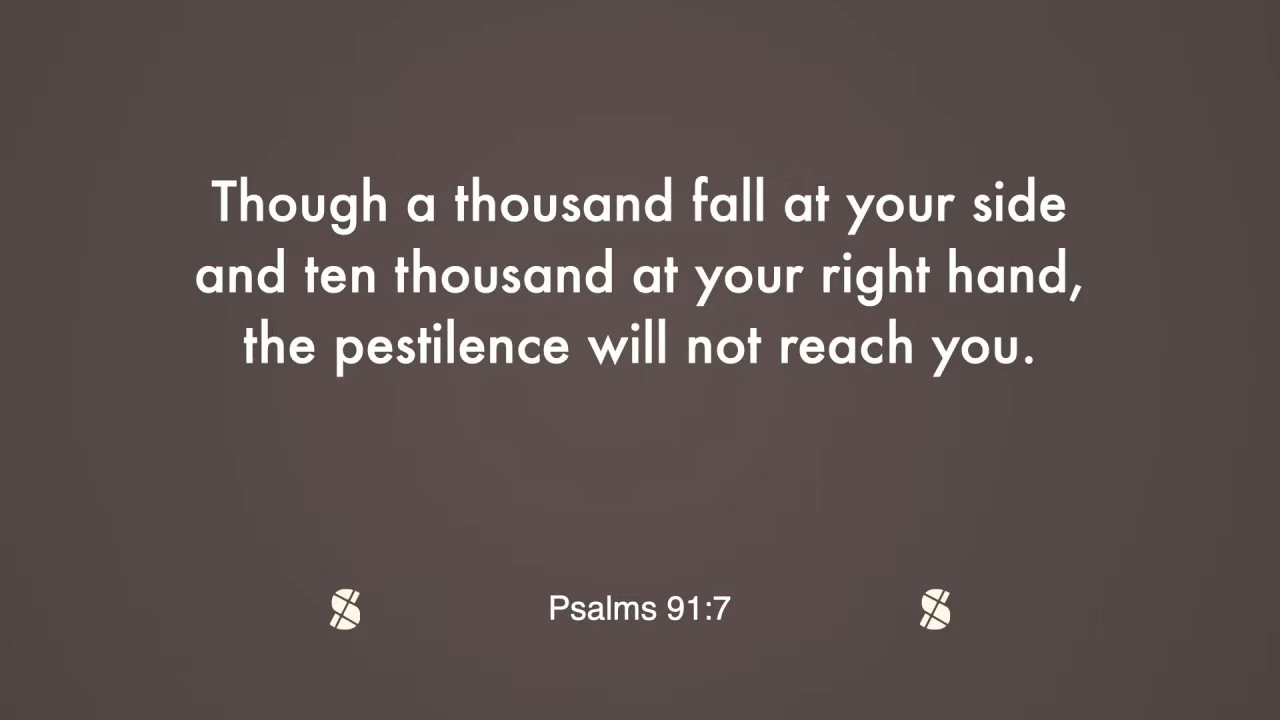 Though a thousand fall at your side
and ten thousand at your right hand,
the pestilence will not reach you.
Psalms 91:7